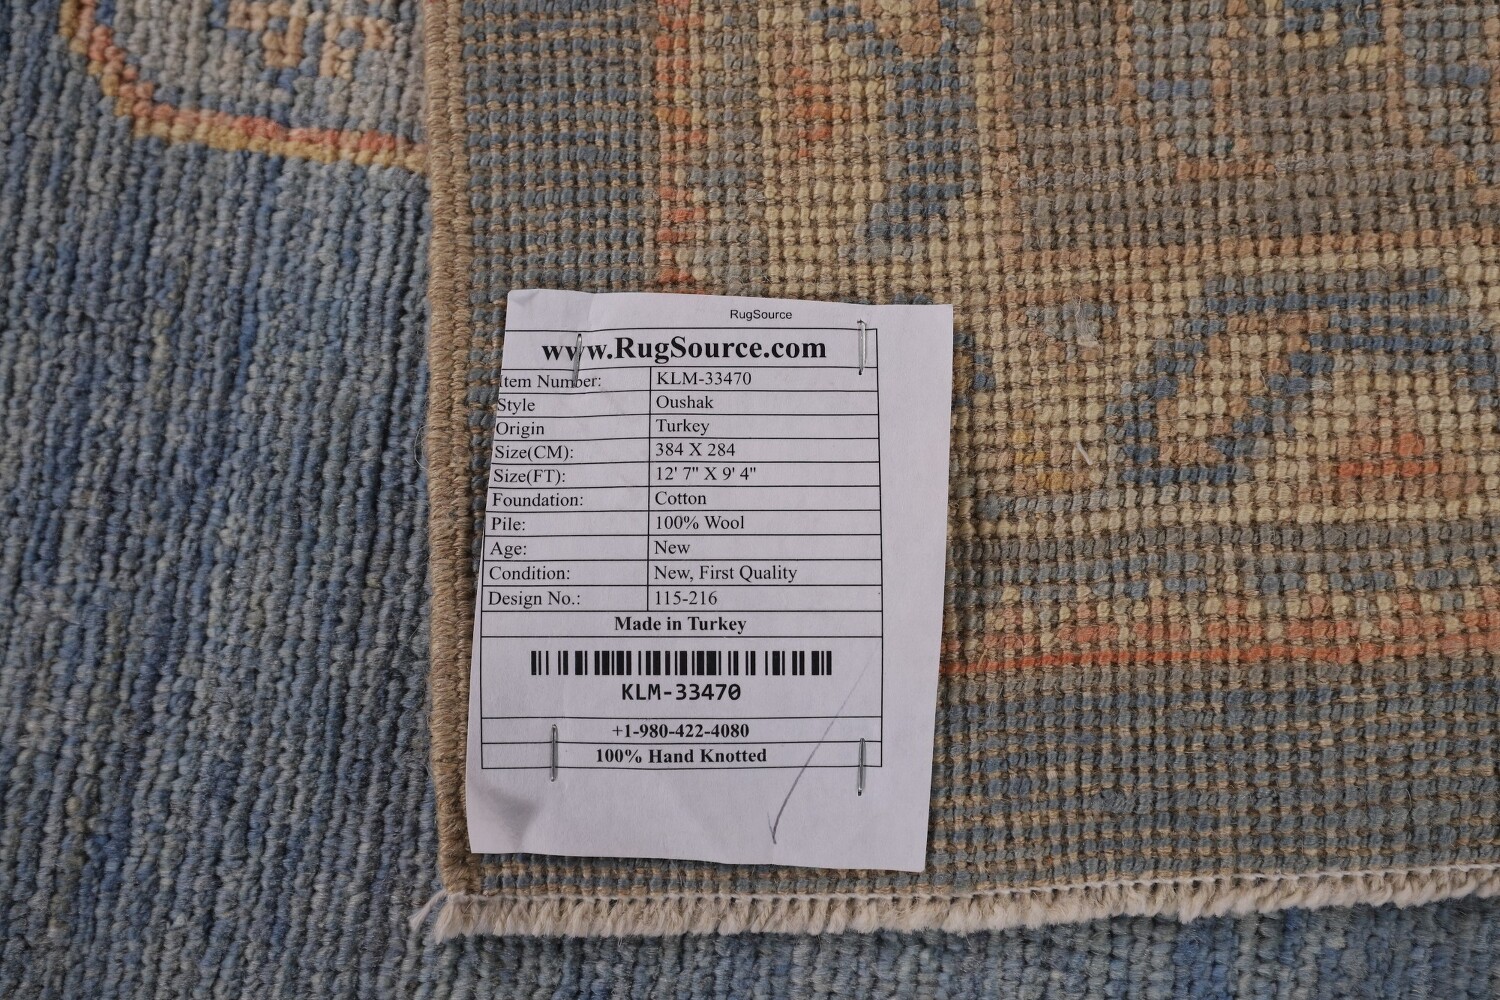 RugSource
www.RugSource.com
Item Number: KLM-33470
Style Oushak
Origin Turkey
Size(CM): 384 X 284
Size(FT): 12' 7" X 9' 4"
Foundation: Cotton
Pile: 100% Wool
Age: New
Condition: New, First Quality
Design No.: 115-216
Made in Turkey
KLM-33470
+1-980-422-4080
100% Hand Knotted